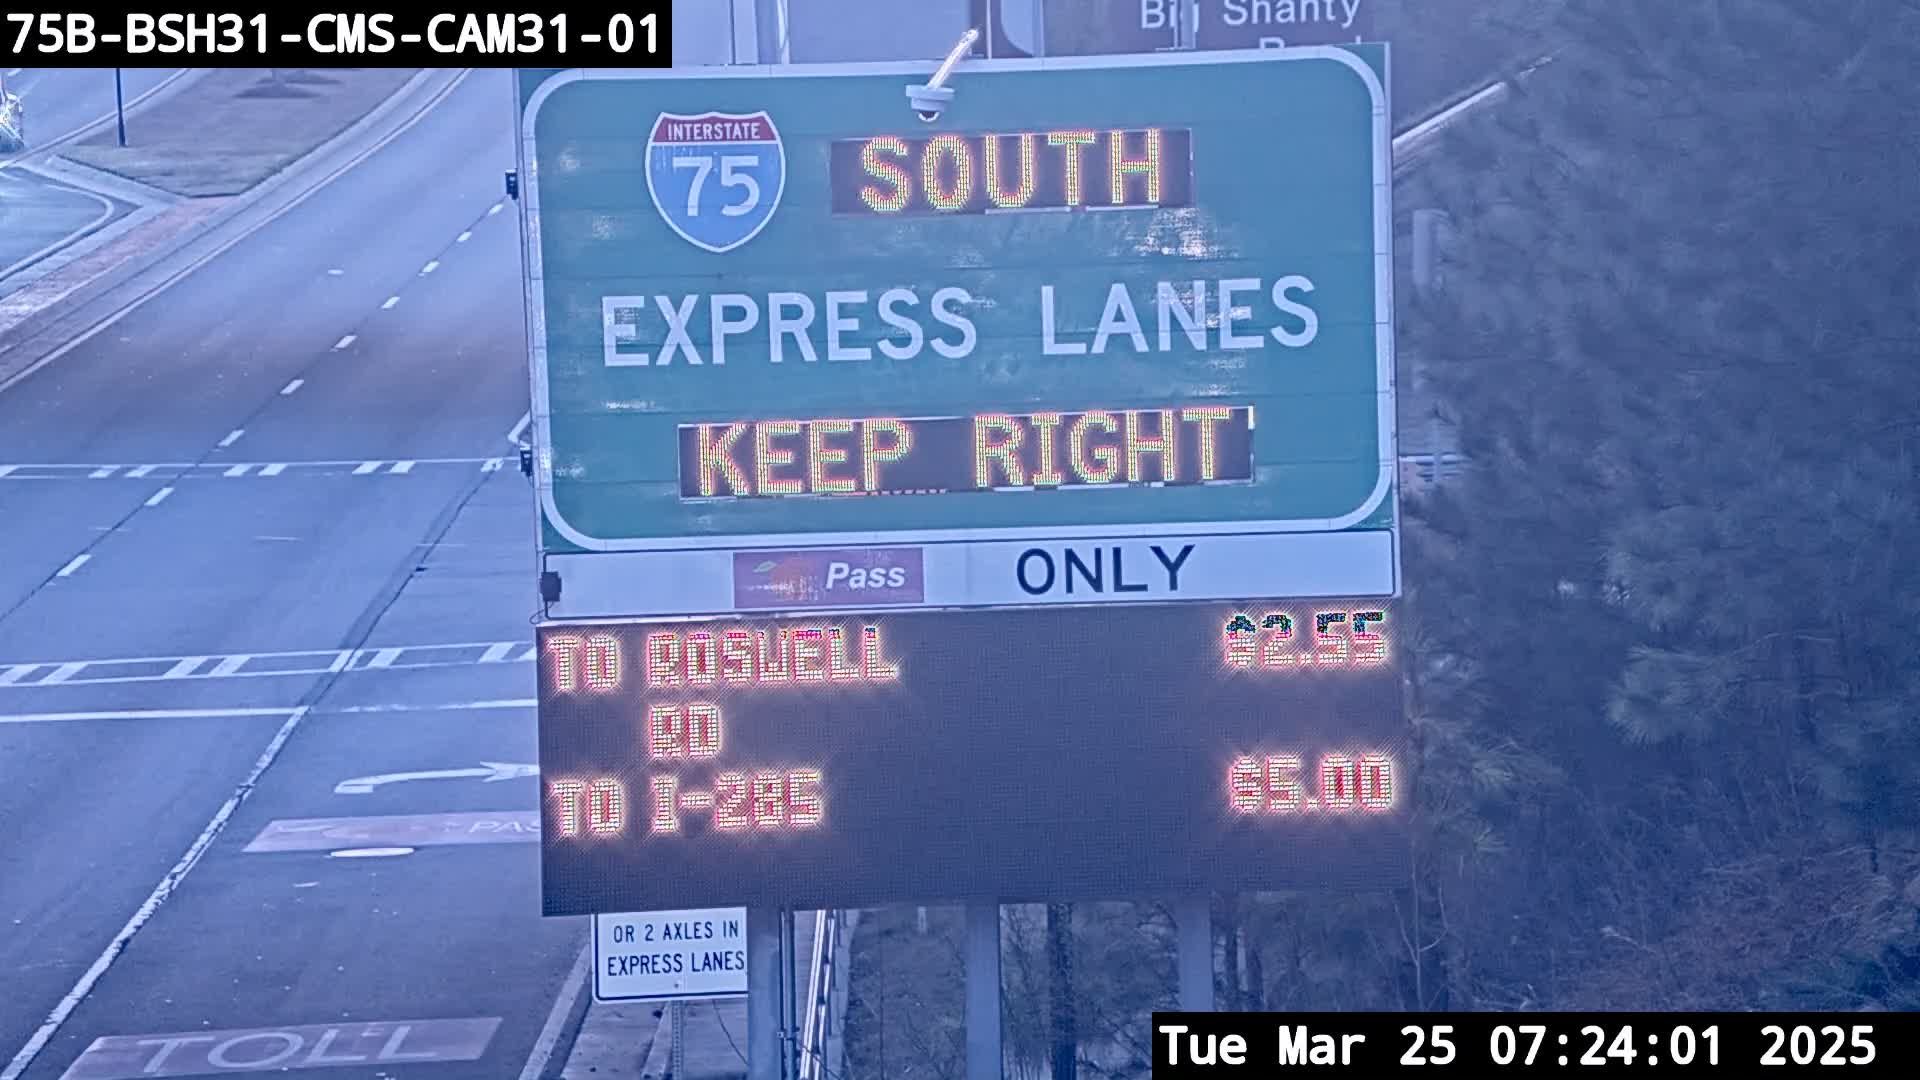 75B-BSH31-CMS-CAM31-01
Big Shanty
INTERSTATE
75
SOUTH
EXPRESS LANES
KEEP RIGHT
Pass
ONLY
TO ROSWELL $2.55
RD
TO I-285 $5.00
OR 2 AXLES IN
EXPRESS LANES
TOLL
Tue Mar 25 07:24:01 2025